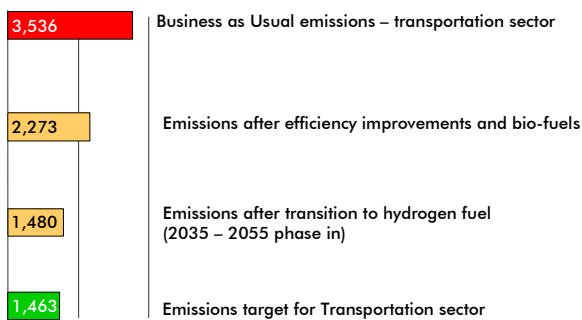 3,536 Business as Usual emissions – transportation sector
2,273 Emissions after efficiency improvements and bio-fuels
1,480 Emissions after transition to hydrogen fuel
(2035 – 2055 phase in)
1,463 Emissions target for Transportation sector